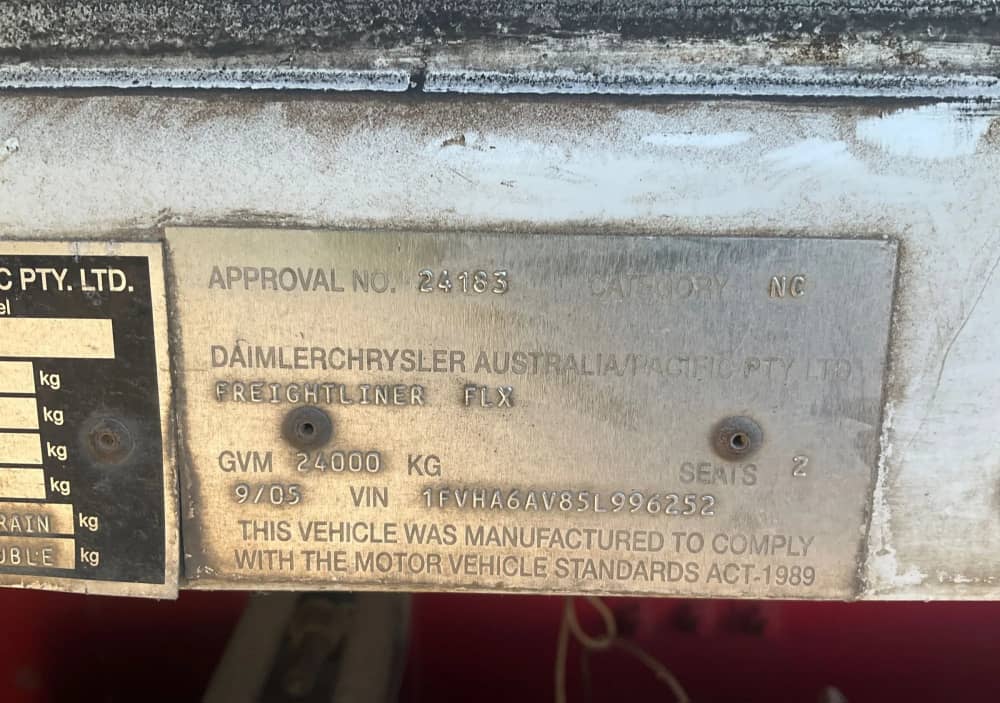 C PTY. LTD.
el
kg
kg
kg
kg
RAIN kg
UBLE kg
APPROVAL NO. 24183 CATEGORY NC
DAIMLERCHRYSLER AUSTRALIA/PACIFIC PTY LTD
FREIGHTLINER FLX
GVM 24000 KG SEATS 2
9/05 VIN 1FVHA6AV85L996252
THIS VEHICLE WAS MANUFACTURED TO COMPLY
WITH THE MOTOR VEHICLE STANDARDS ACT-1989